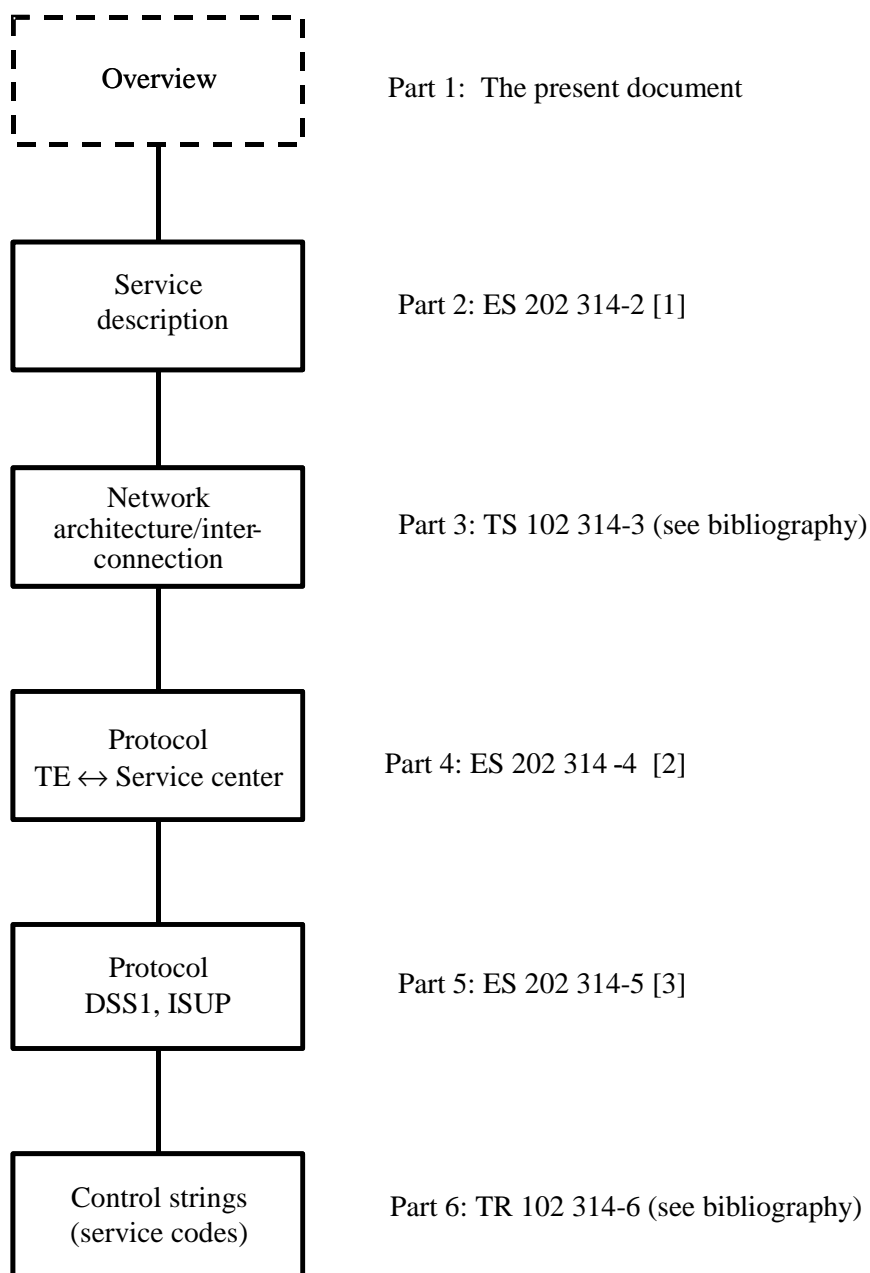 Overview
Part 1: The present document
Service
description
Part 2: ES 202 314-2 [1]
Network
architecture/inter-
connection
Part 3: TS 102 314-3 (see bibliography)
Protocol
TE ↔ Service center
Part 4: ES 202 314 -4 [2]
Protocol
DSS1, ISUP
Part 5: ES 202 314-5 [3]
Control strings
(service codes)
Part 6: TR 102 314-6 (see bibliography)